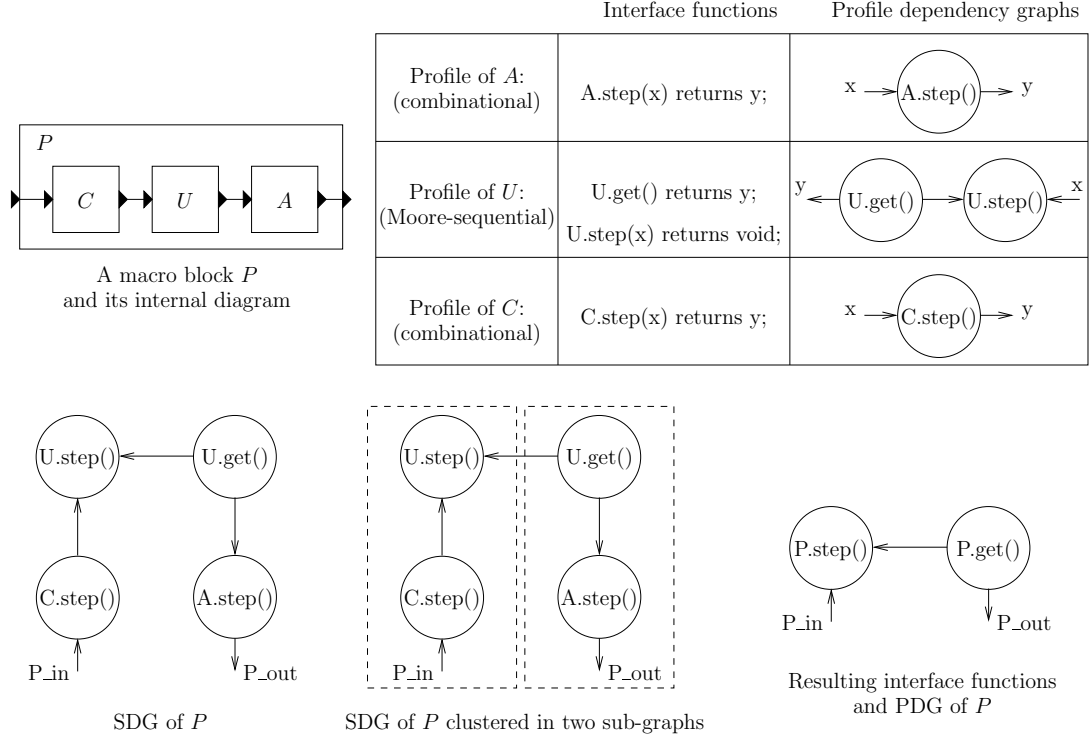 Interface functions
Profile dependency graphs
Profile of A:
(combinational)
A.step(x) returns y;
x
A.step()
y
P
C
U
A
A macro block P
and its internal diagram
Profile of U:
(Moore-sequential)
U.get() returns y;
U.step(x) returns void;
y
U.get()
U.step()
x
Profile of C:
(combinational)
C.step(x) returns y;
x
C.step()
y
U.step()
U.get()
C.step()
A.step()
P_in
P_out
SDG of P
U.step()
U.get()
C.step()
A.step()
P_in
P_out
SDG of P clustered in two sub-graphs
P.step()
P.get()
P_in
P_out
Resulting interface functions
and PDG of P